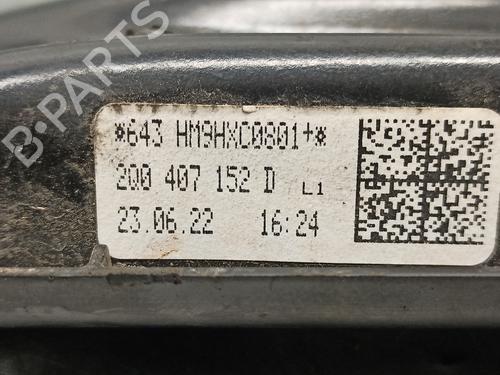 B-PARTS
*643 HM9HXC0801+*
2Q0 407 152 D L1
23.06.22 16:24